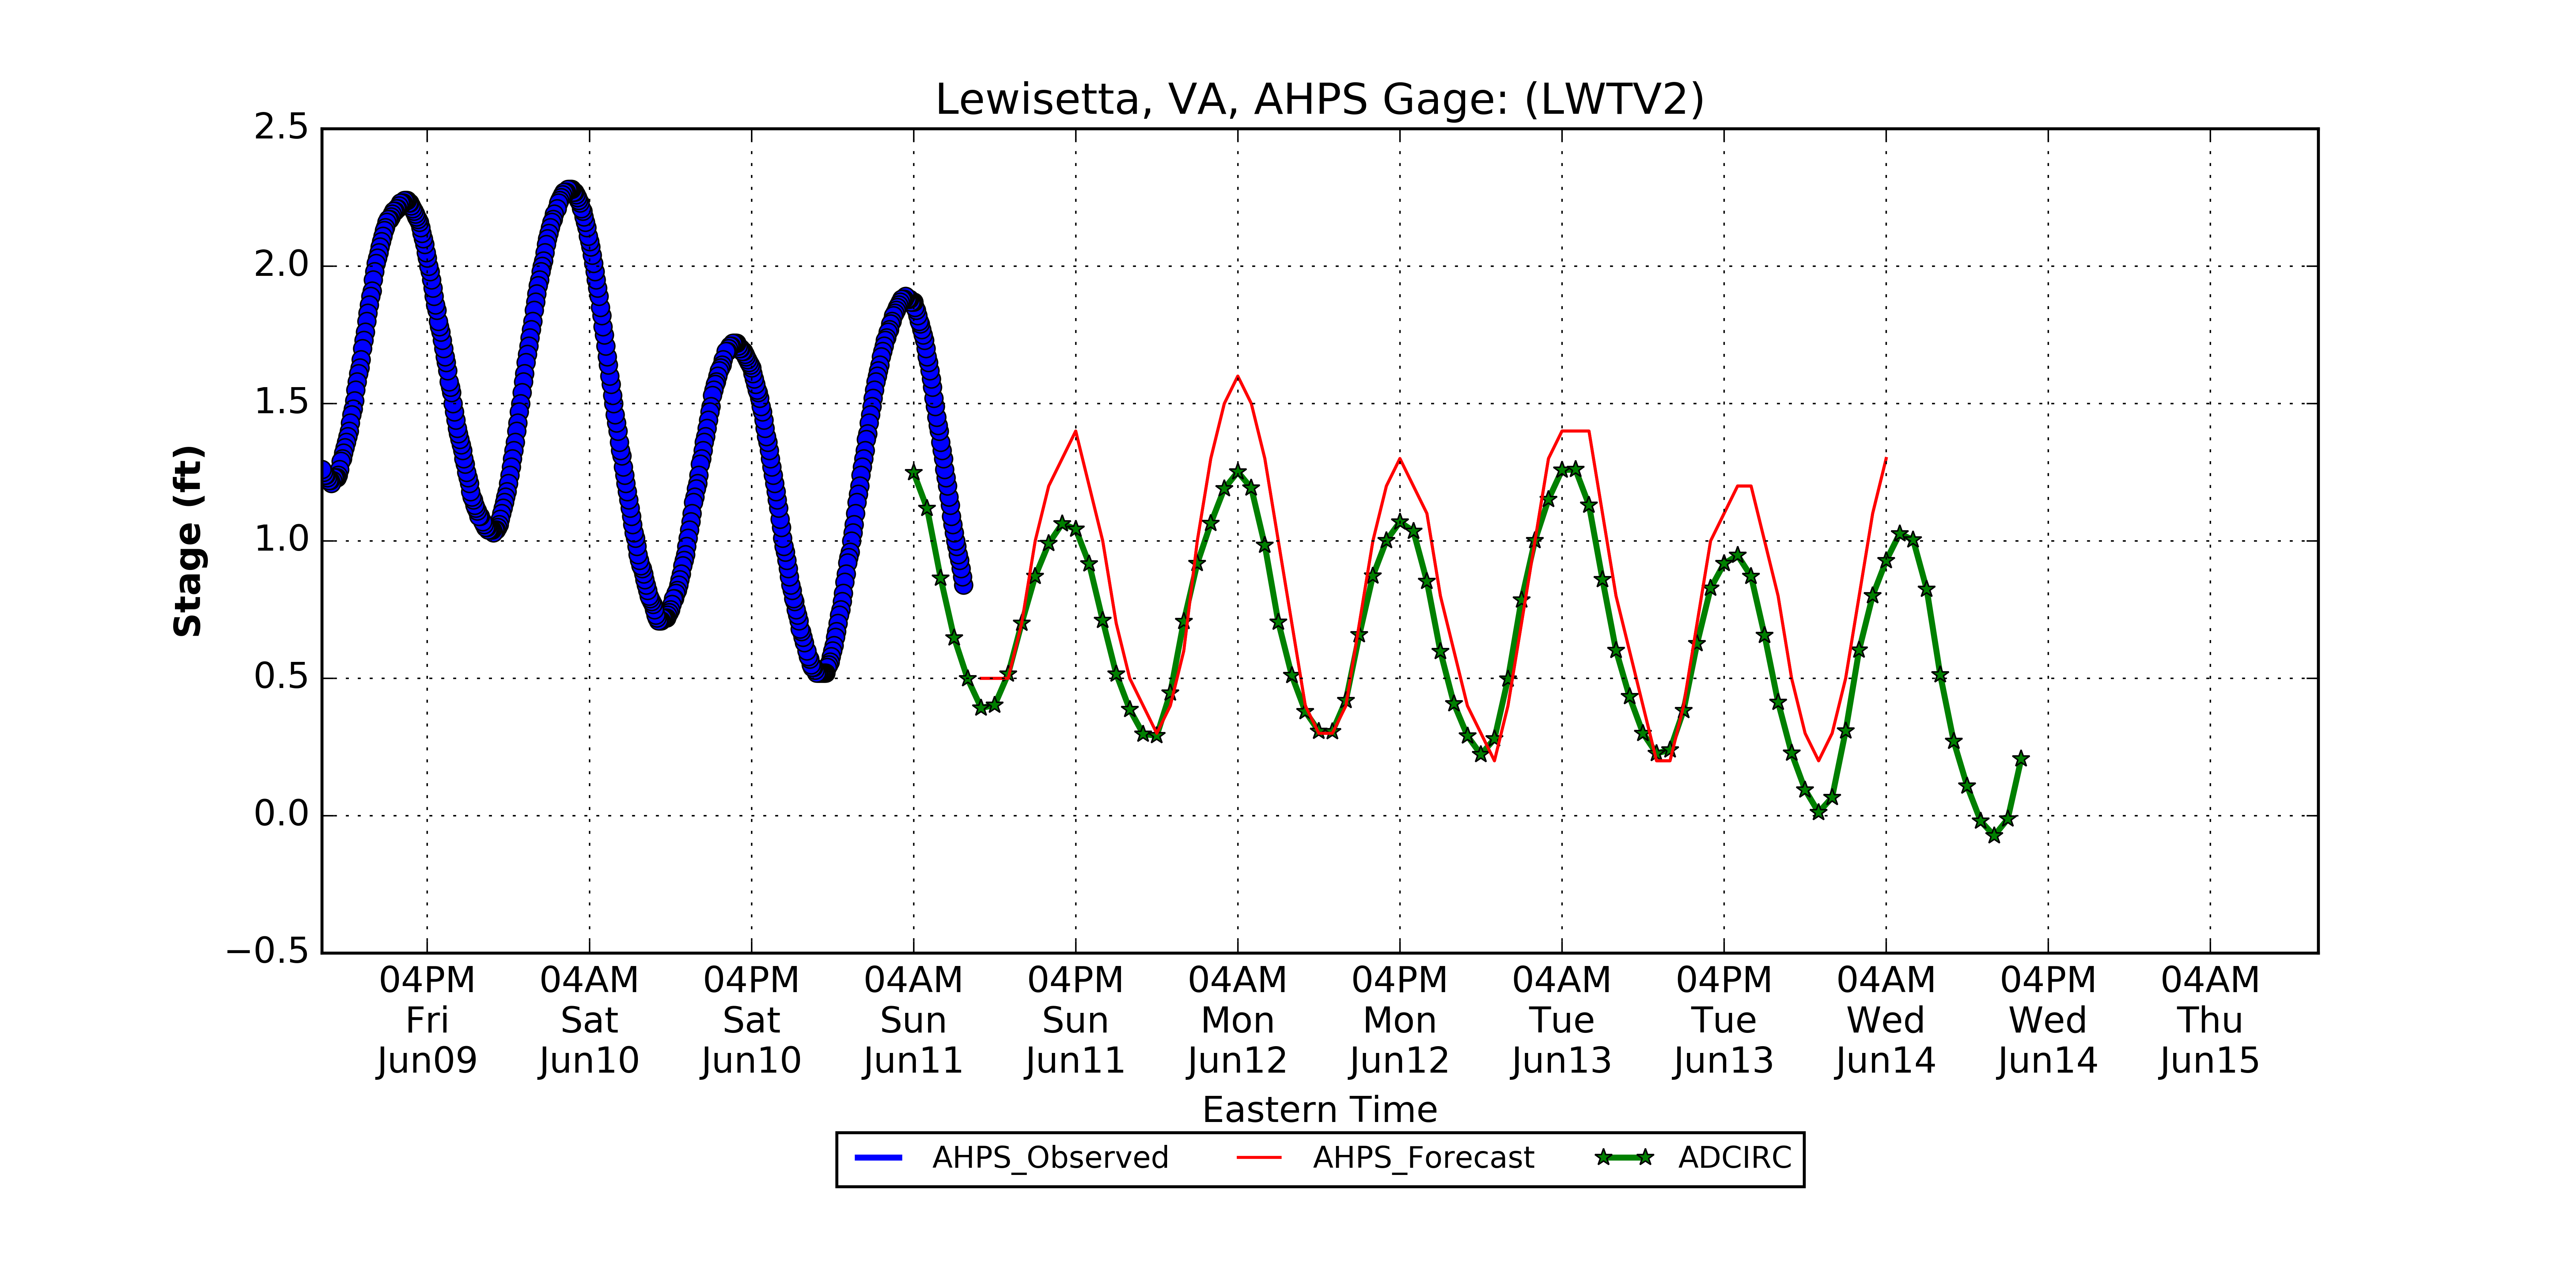 Lewisetta, VA, AHPS Gage: (LWTV2)
2.5
2.0
1.5
1.0
0.5
0.0
−0.5
Stage (ft)
04PM 04AM 04PM 04AM 04PM 04AM 04PM 04AM 04PM 04AM 04PM 04AM
Fri Sat Sat Sun Sun Mon Mon Tue Tue Wed Wed Thu
Jun09 Jun10 Jun10 Jun11 Jun11 Jun12 Jun12 Jun13 Jun13 Jun14 Jun14 Jun15
Eastern Time
AHPS_Observed AHPS_Forecast ADCIRC